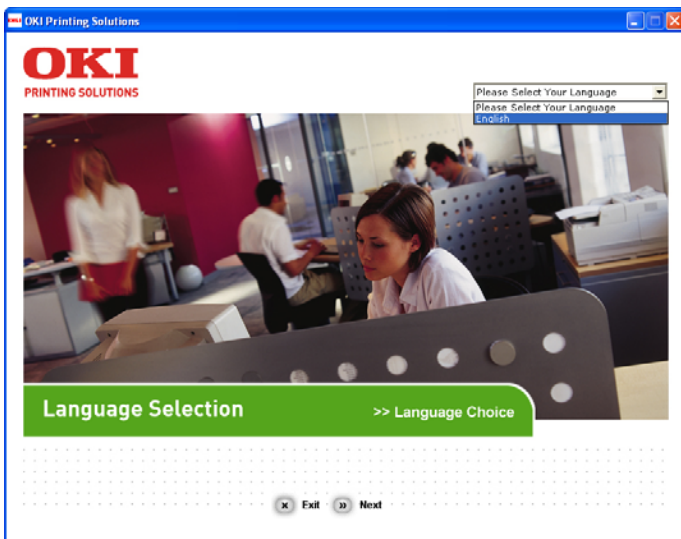 OKI Printing Solutions
OKI
PRINTING SOLUTIONS
Please Select Your Language
Please Select Your Language
English
Language Selection
>> Language Choice
Exit
Next